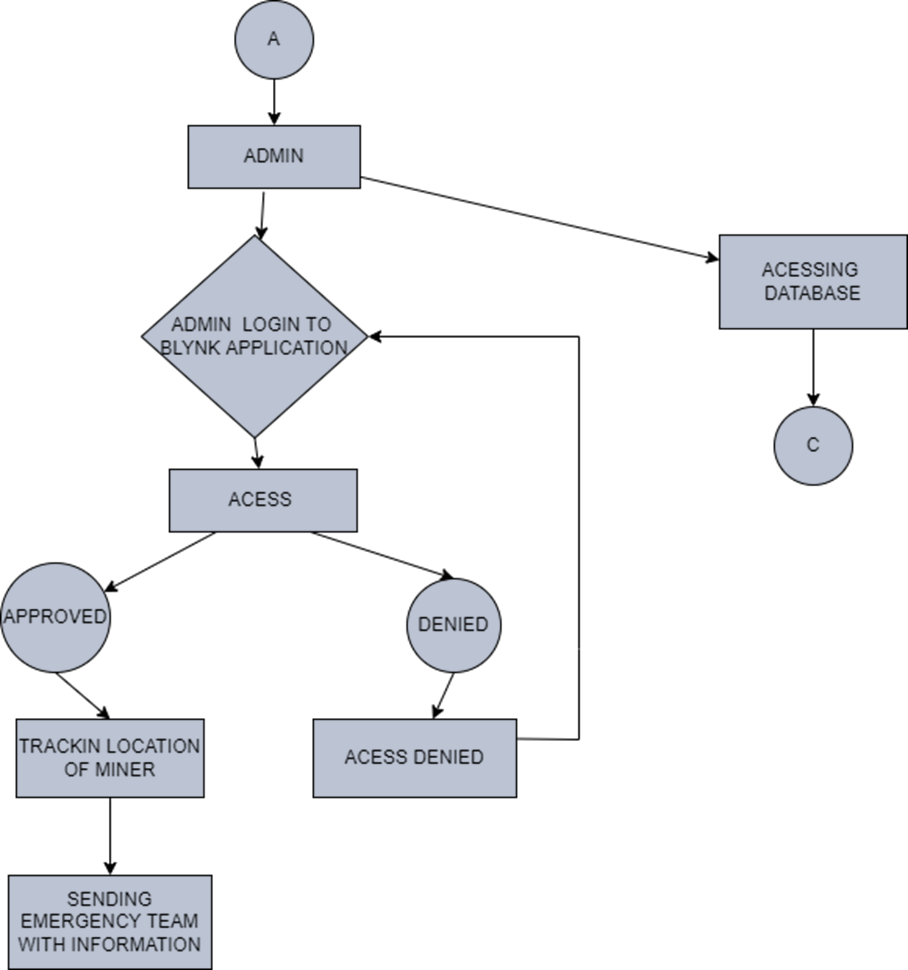 A
ADMIN
ACESSING
DATABASE
ADMIN LOGIN TO
BLYNK APPLICATION
C
ACESS
APPROVED
DENIED
TRACKIN LOCATION
OF MINER
ACESS DENIED
SENDING
EMERGENCY TEAM
WITH INFORMATION